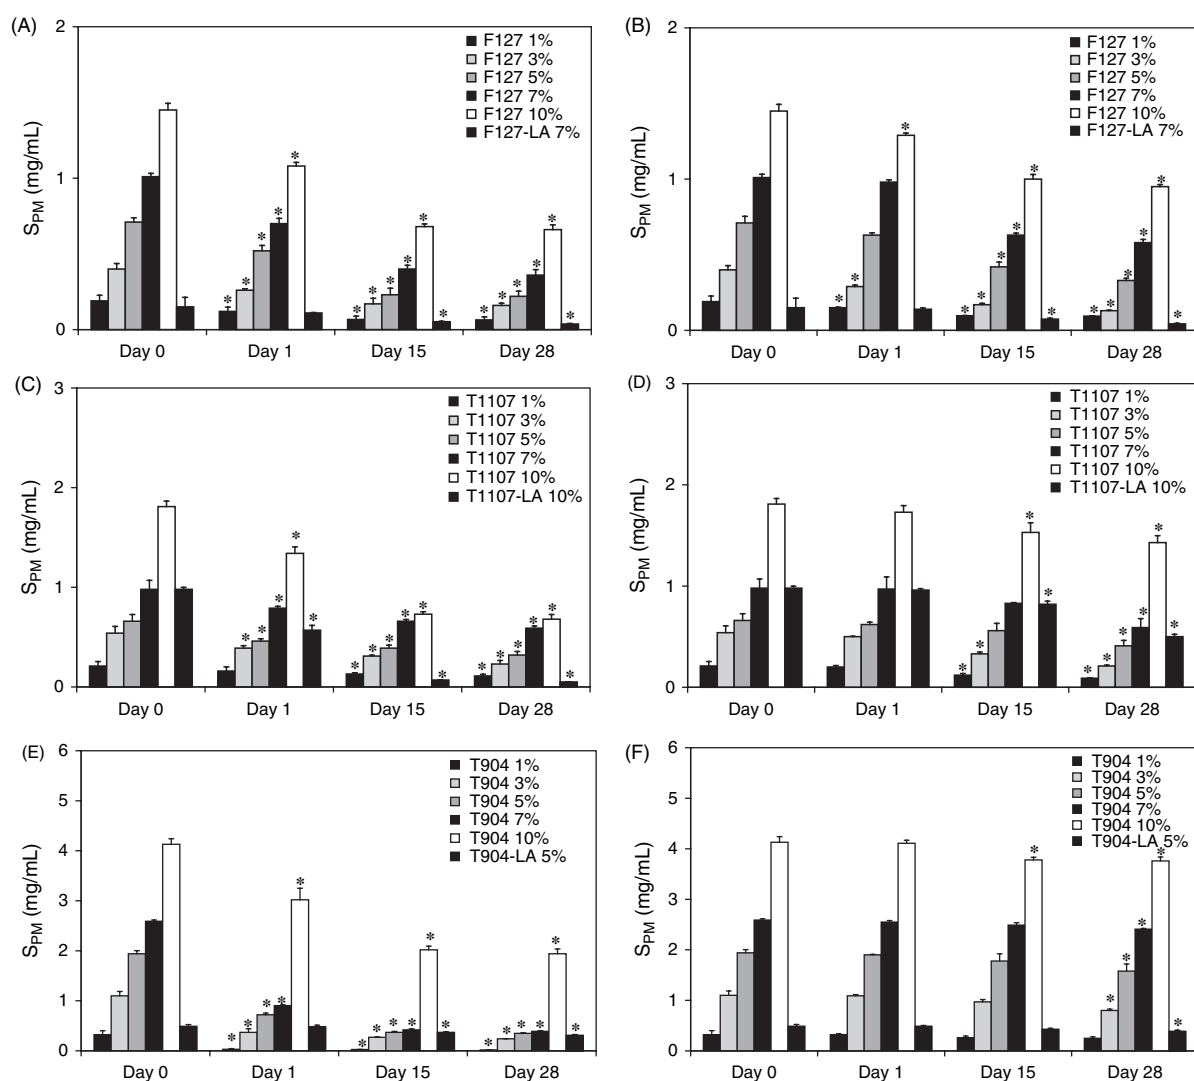 (A)
2
1
0
S_PM (mg/mL)
F127 1%
F127 3%
F127 5%
F127 7%
F127 10%
F127-LA 7%
* * * * *
* * * * * *
* * * * * *
Day 0 Day 1 Day 15 Day 28
(B)
2
1
0
S_PM (mg/mL)
F127 1%
F127 3%
F127 5%
F127 7%
F127 10%
F127-LA 7%
* * *
* * * * * *
* * * * * *
Day 0 Day 1 Day 15 Day 28
(C)
3
2
1
0
S_PM (mg/mL)
T1107 1%
T1107 3%
T1107 5%
T1107 7%
T1107 10%
T1107-LA 10%
* * * * *
* * * * * *
* * * * * *
Day 0 Day 1 Day 15 Day 28
(D)
3
2
1
0
S_PM (mg/mL)
T1107 1%
T1107 3%
T1107 5%
T1107 7%
T1107 10%
T1107-LA 10%
* * * *
* * * * * *
Day 0 Day 1 Day 15 Day 28
(E)
6
5
4
3
2
1
0
S_PM (mg/mL)
T904 1%
T904 3%
T904 5%
T904 7%
T904 10%
T904-LA 5%
* * * * *
* * * * * *
* * * * * *
Day 0 Day 1 Day 15 Day 28
(F)
6
5
4
3
2
1
0
S_PM (mg/mL)
T904 1%
T904 3%
T904 5%
T904 7%
T904 10%
T904-LA 5%
*
* * * * *
Day 0 Day 1 Day 15 Day 28